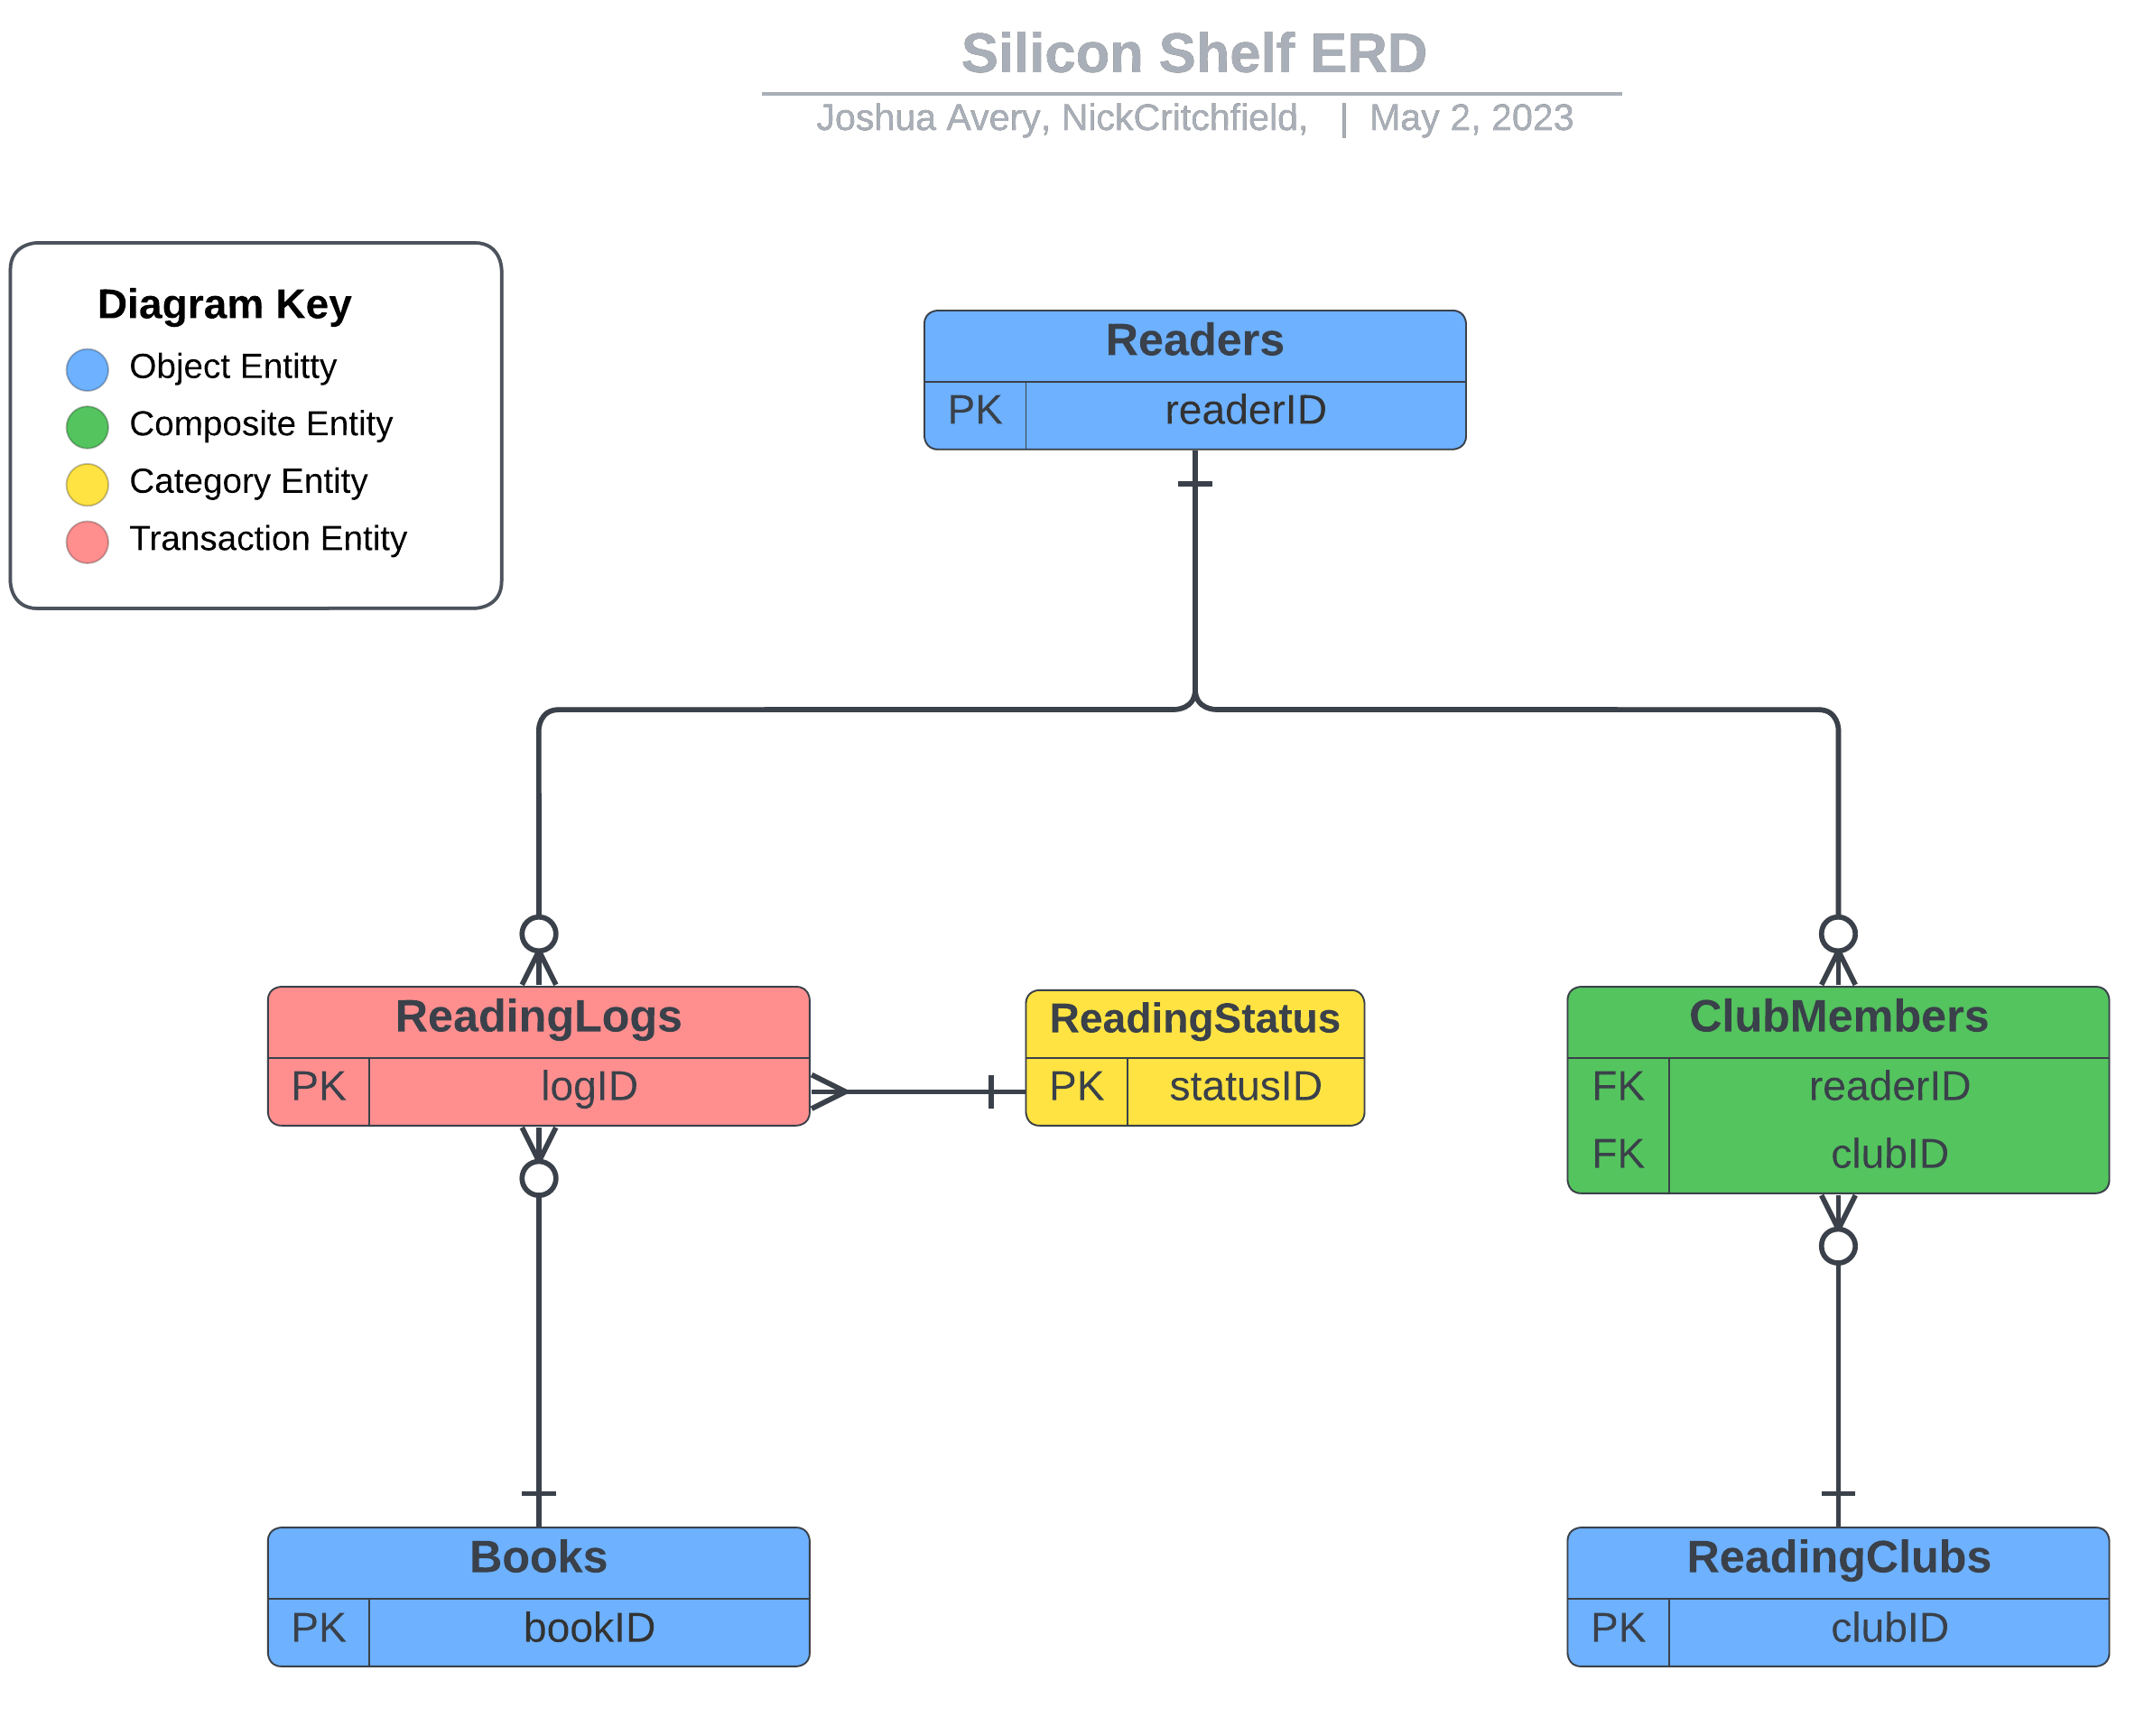 Silicon Shelf ERD
Joshua Avery, NickCritchfield, | May 2, 2023
Diagram Key
Object Entitty
Composite Entity
Category Entity
Transaction Entity
Readers
PK readerID
ReadingLogs
PK logID
ReadingStatus
PK statusID
ClubMembers
FK readerID
FK clubID
Books
PK bookID
ReadingClubs
PK clubID